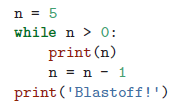 n = 5
while n > 0:
    print(n)
    n = n - 1
print('Blastoff!')